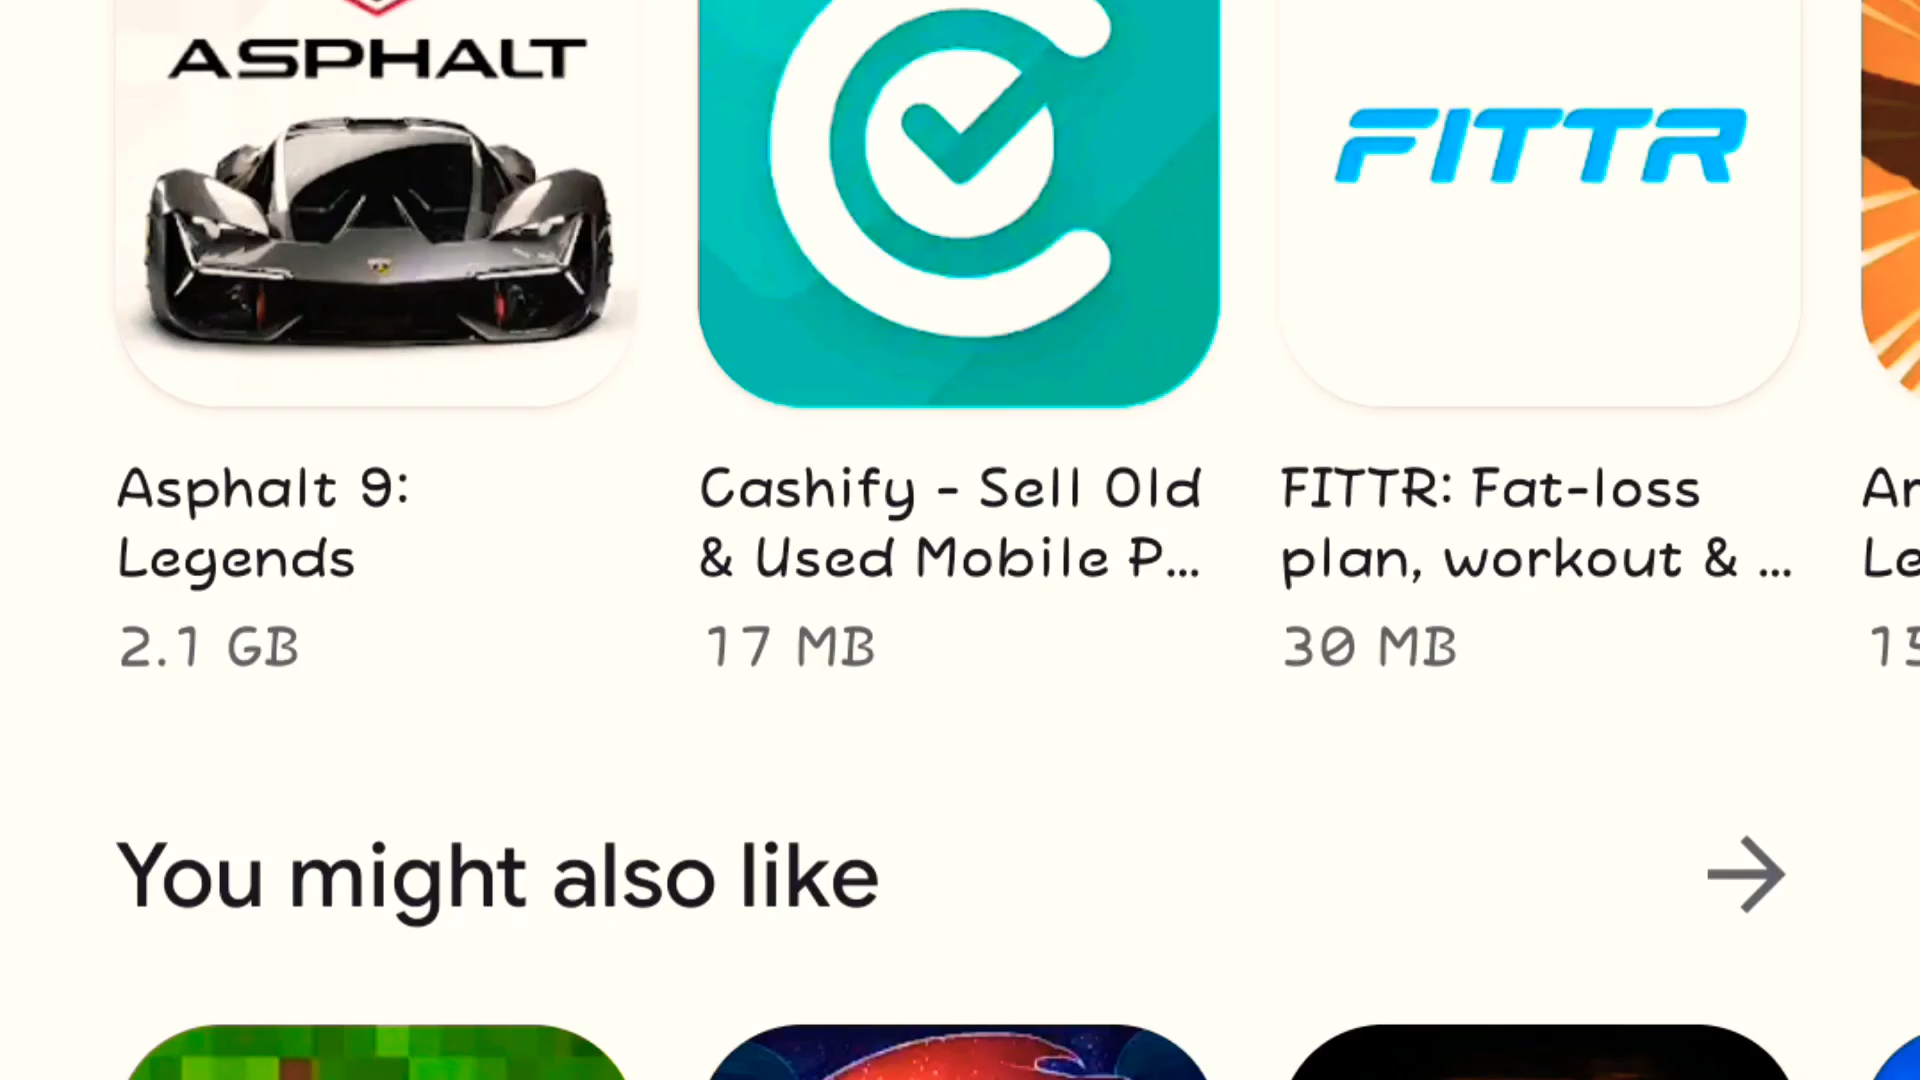 ASPHALT
FITTR
Asphalt 9:
Legends
2.1 GB
Cashify - Sell Old
& Used Mobile P...
17 MB
FITTR: Fat-loss
plan, workout & ...
30 MB
You might also like